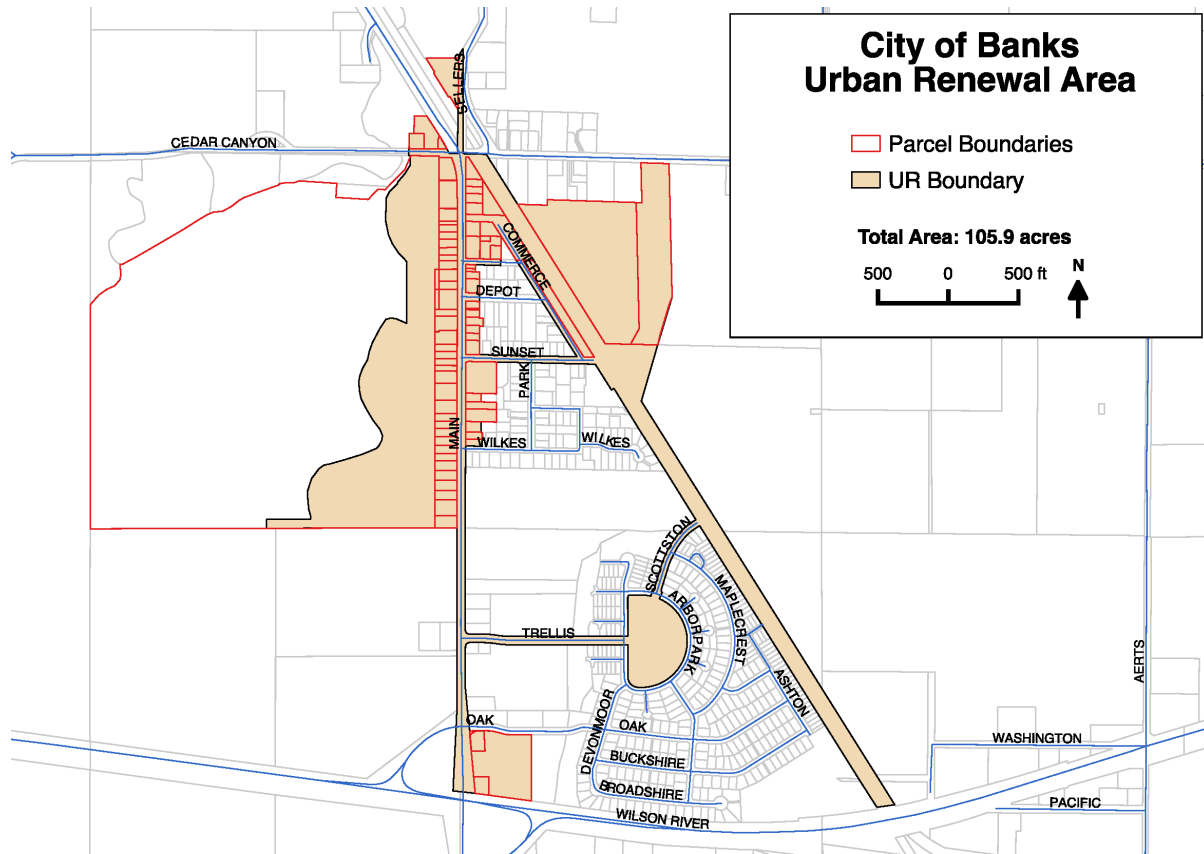 City of Banks
Urban Renewal Area
Parcel Boundaries
UR Boundary
Total Area: 105.9 acres
500 0 500 ft
N
SELLERS
CEDAR CANYON
COMMERCE
DEPOT
SUNSET
PARK
MAIN
WILKES
WILKES
SCOTTSTON
MAPLECREST
ARBORPARK
TRELLIS
AERTS
ASHTON
DEVONMOOR
OAK
OAK
WASHINGTON
BUCKSHIRE
BROADSHIRE
PACIFIC
WILSON RIVER